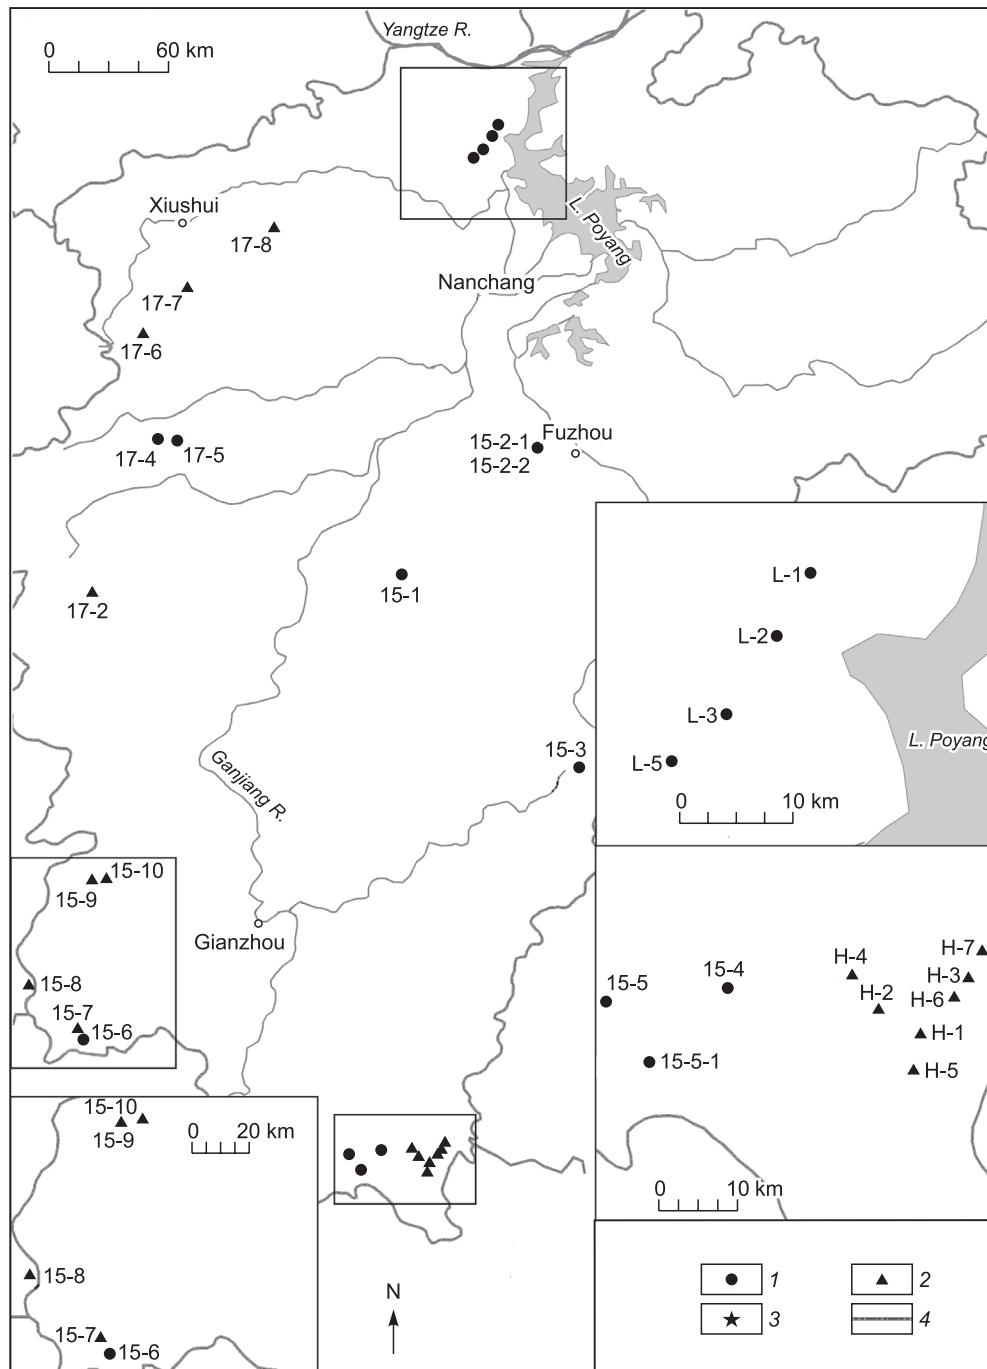 Yangtze R.
0 60 km
Xiushui
17-8
L. Poyang
Nanchang
17-7
17-6
17-4 17-5
15-2-1
15-2-2
Fuzhou
17-2
15-1
L-1
L-2
L-3
L-5
L. Poyang
0 10 km
15-3
Ganjiang R.
15-10
15-9
Gianzhou
15-8
15-7
15-6
15-5
15-4
15-5-1
H-4
H-7
H-3
H-2
H-6
H-1
H-5
0 10 km
15-10
15-9
0 20 km
15-8
15-7
15-6
N
1 2
3 4